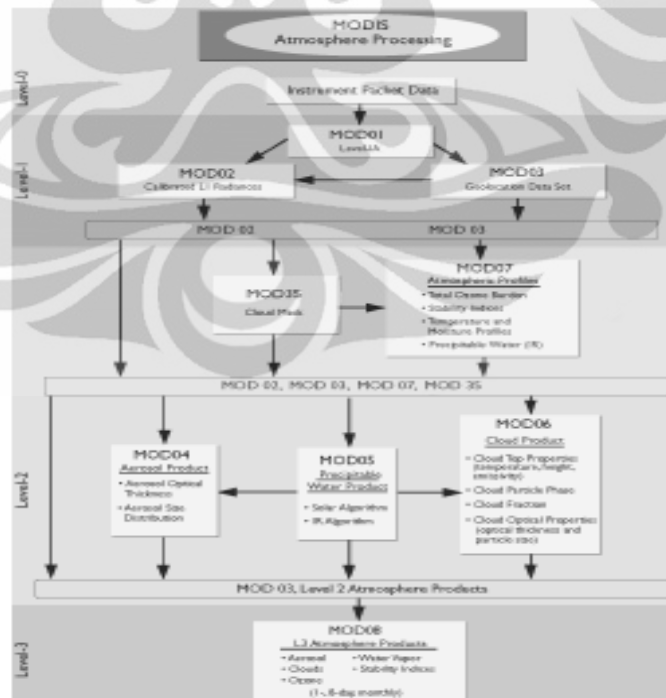 MODIS
Atmosphere Processing
Level-0
Instrument Packet Data
Level-1
MOD01
Level-1A
MOD02
Calibrated L1 Radiances
MOD03
Geolocation Data Set
MOD 02
MOD 03
MOD35
Cloud Mask
MOD07
Atmospheric Profiles
• Total Ozone Burden
• Stability Indices
• Temperature and
Moisture Profiles
• Precipitable Water (IR)
MOD 02, MOD 03, MOD 07, MOD 35
Level-2
MOD04
Aerosol Product
• Aerosol Optical
Thickness
• Aerosol Size
Distribution
MOD05
Precipitable
Water Product
• Solar Algorithm
• IR Algorithm
MOD06
Cloud Product
• Cloud Top Properties
(temperature, height,
emissivity)
• Cloud Particle Phase
• Cloud Fraction
• Cloud Optical Properties
(optical thickness and
particle size)
MOD 03, Level 2 Atmosphere Products
Level-3
MOD08
L3 Atmosphere Products
• Aerosol
• Water Vapor
• Clouds
• Stability Indices
• Ozone
(1-, 8-day, monthly)